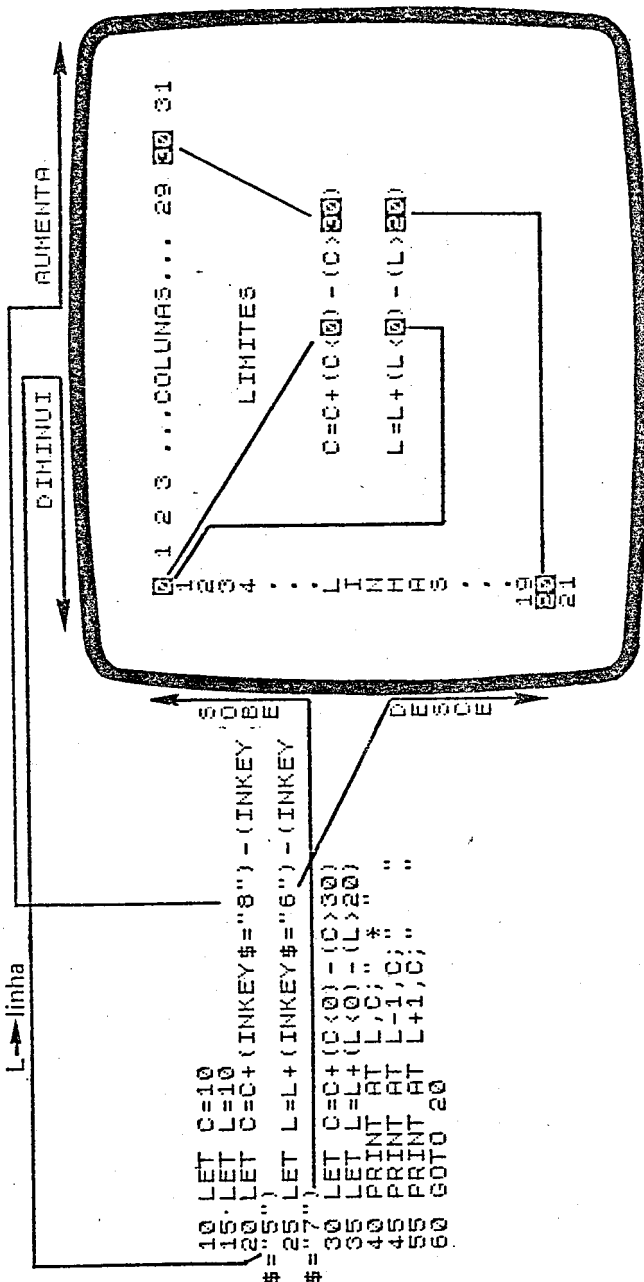 L→linha
10 LET C=10
15 LET L=10
20 LET C=C+(INKEY$="8")-(INKEY
$="5")
25 LET L=L+(INKEY$="6")-(INKEY
$="7")
30 LET C=C+(C<0)-(C>30)
35 LET L=L+(L<0)-(L>20)
40 PRINT AT L,C;" * "
45 PRINT AT L-1,C;"   "
55 PRINT AT L+1,C;"   "
60 GOTO 20
DIMINUI
AUMENTA
SOBE
DESCE
0 1 2 3 ...COLUNAS... 29 30 31
1
2
3
4
.
.
.
L
I
N
H
A
S
.
.
.
19
20
21
LIMITES
C=C+(C<0)-(C>30)
L=L+(L<0)-(L>20)